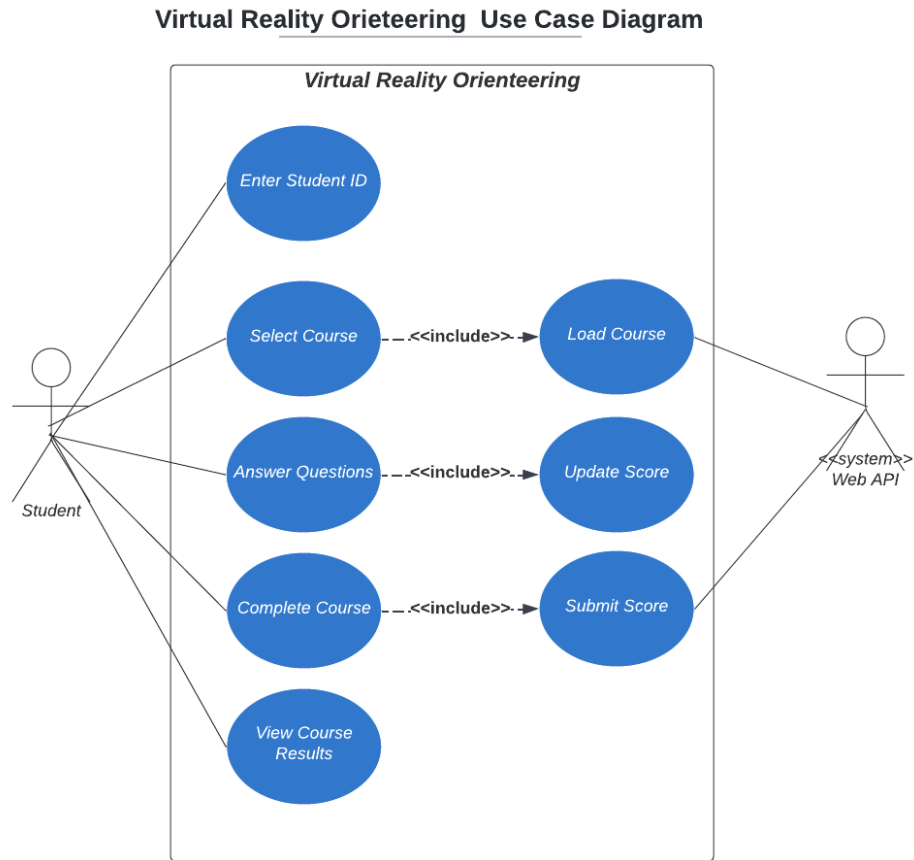 Virtual Reality Orieteering  Use Case Diagram
Virtual Reality Orienteering
Enter Student ID
Select Course
<<include>>
Load Course
Answer Questions
<<include>>
Update Score
<<system>>
Web API
Student
Complete Course
<<include>>
Submit Score
View Course
Results